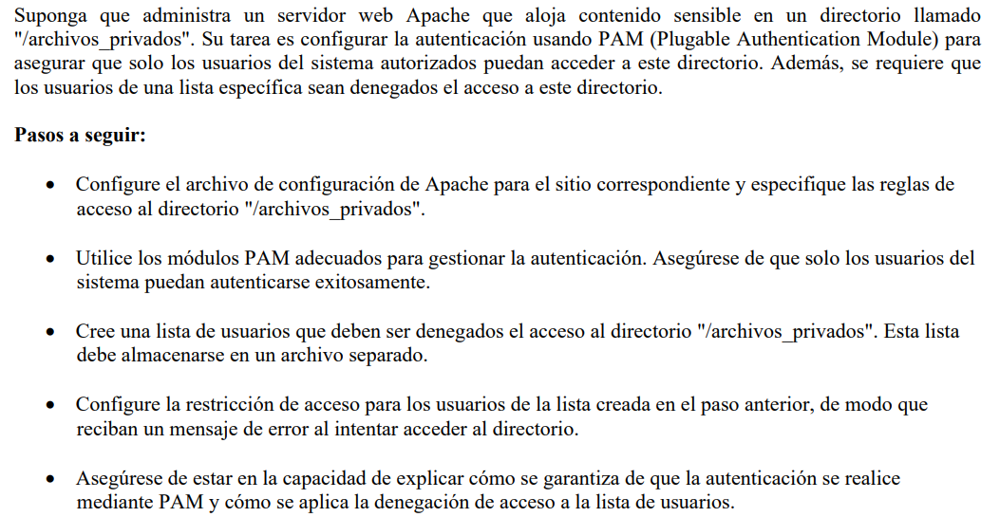 Suponga que administra un servidor web Apache que aloja contenido sensible en un directorio llamado
"/archivos_privados". Su tarea es configurar la autenticación usando PAM (Plugable Authentication Module) para
asegurar que solo los usuarios del sistema autorizados puedan acceder a este directorio. Además, se requiere que
los usuarios de una lista específica sean denegados el acceso a este directorio.
Pasos a seguir:
• Configure el archivo de configuración de Apache para el sitio correspondiente y especifique las reglas de
acceso al directorio "/archivos_privados".
• Utilice los módulos PAM adecuados para gestionar la autenticación. Asegúrese de que solo los usuarios del
sistema puedan autenticarse exitosamente.
• Cree una lista de usuarios que deben ser denegados el acceso al directorio "/archivos_privados". Esta lista
debe almacenarse en un archivo separado.
• Configure la restricción de acceso para los usuarios de la lista creada en el paso anterior, de modo que
reciban un mensaje de error al intentar acceder al directorio.
• Asegúrese de estar en la capacidad de explicar cómo se garantiza de que la autenticación se realice
mediante PAM y cómo se aplica la denegación de acceso a la lista de usuarios.